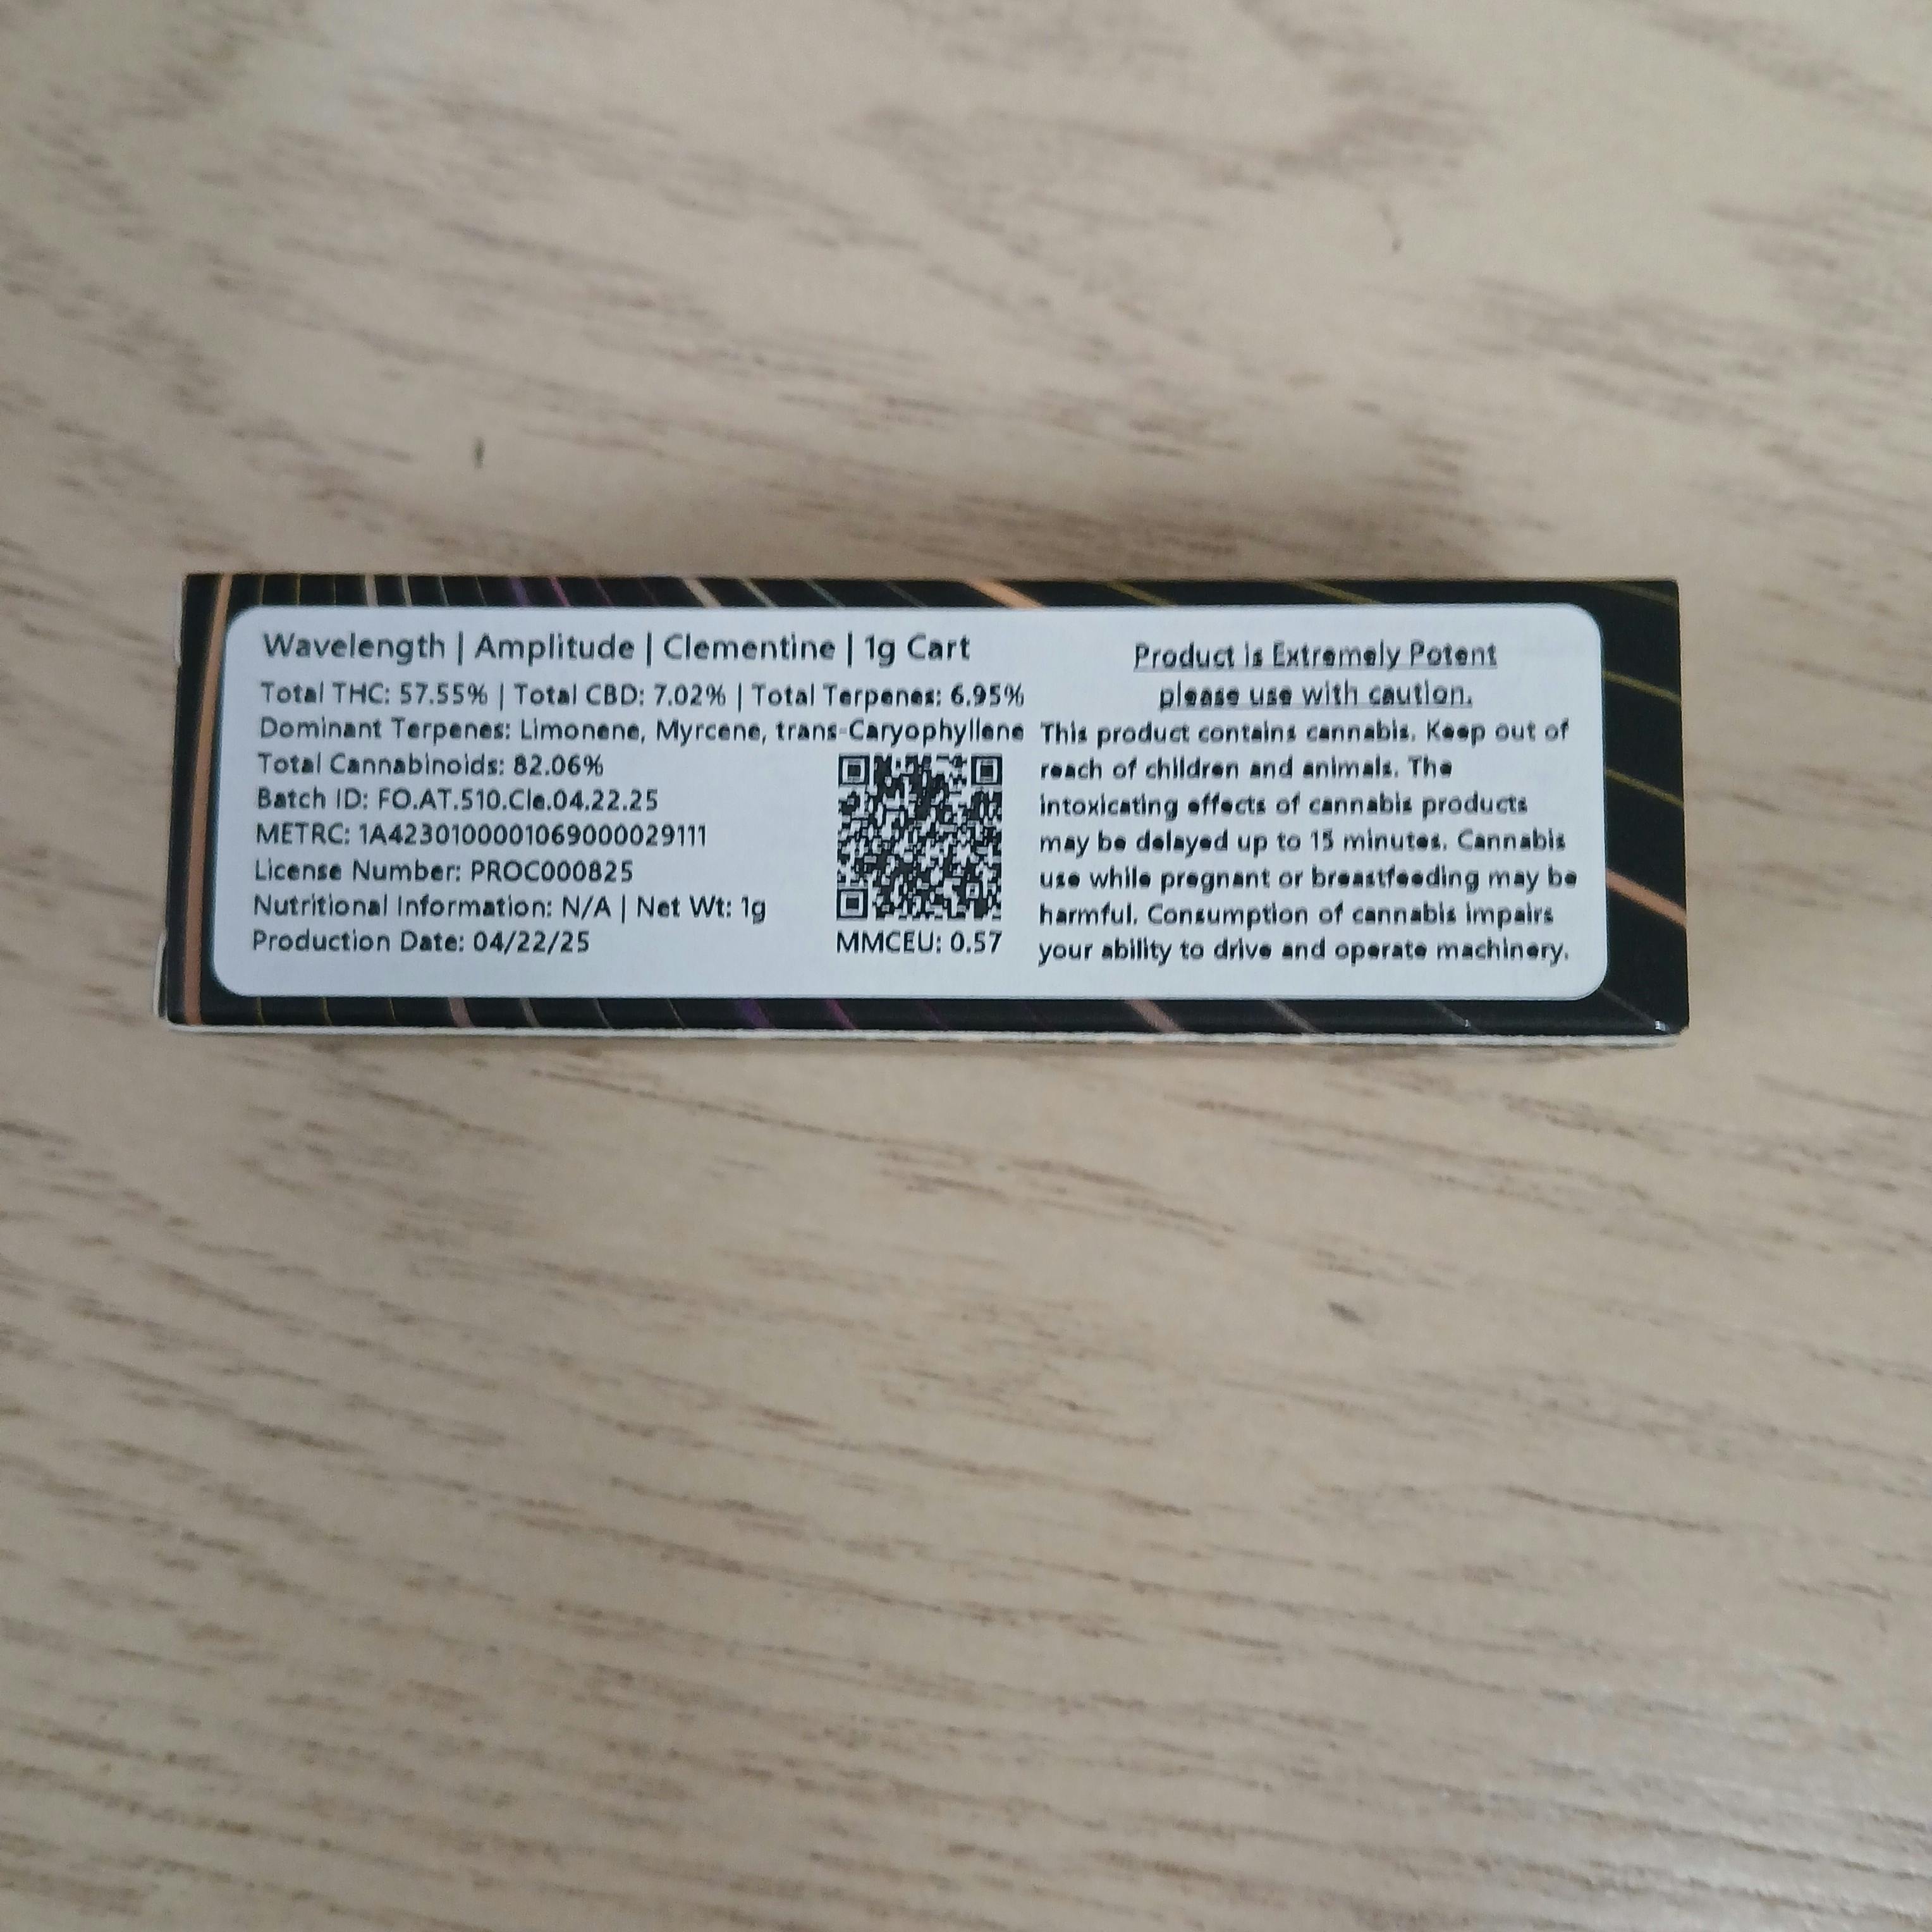 Wavelength | Amplitude | Clementine | 1g Cart
Total THC: 57.55% | Total CBD: 7.02% | Total Terpenes: 6.95%
Dominant Terpenes: Limonene, Myrcene, trans-Caryophyllene
Total Cannabinoids: 82.06%
Batch ID: FO.AT.510.Cle.04.22.25
METRC: 1A4230100001069000029111
License Number: PROC000825
Nutritional Information: N/A | Net Wt: 1g
Production Date: 04/22/25
MMCEU: 0.57
Product is Extremely Potent
please use with caution.
This product contains cannabis. Keep out of
reach of children and animals. The
intoxicating effects of cannabis products
may be delayed up to 15 minutes. Cannabis
use while pregnant or breastfeeding may be
harmful. Consumption of cannabis impairs
your ability to drive and operate machinery.